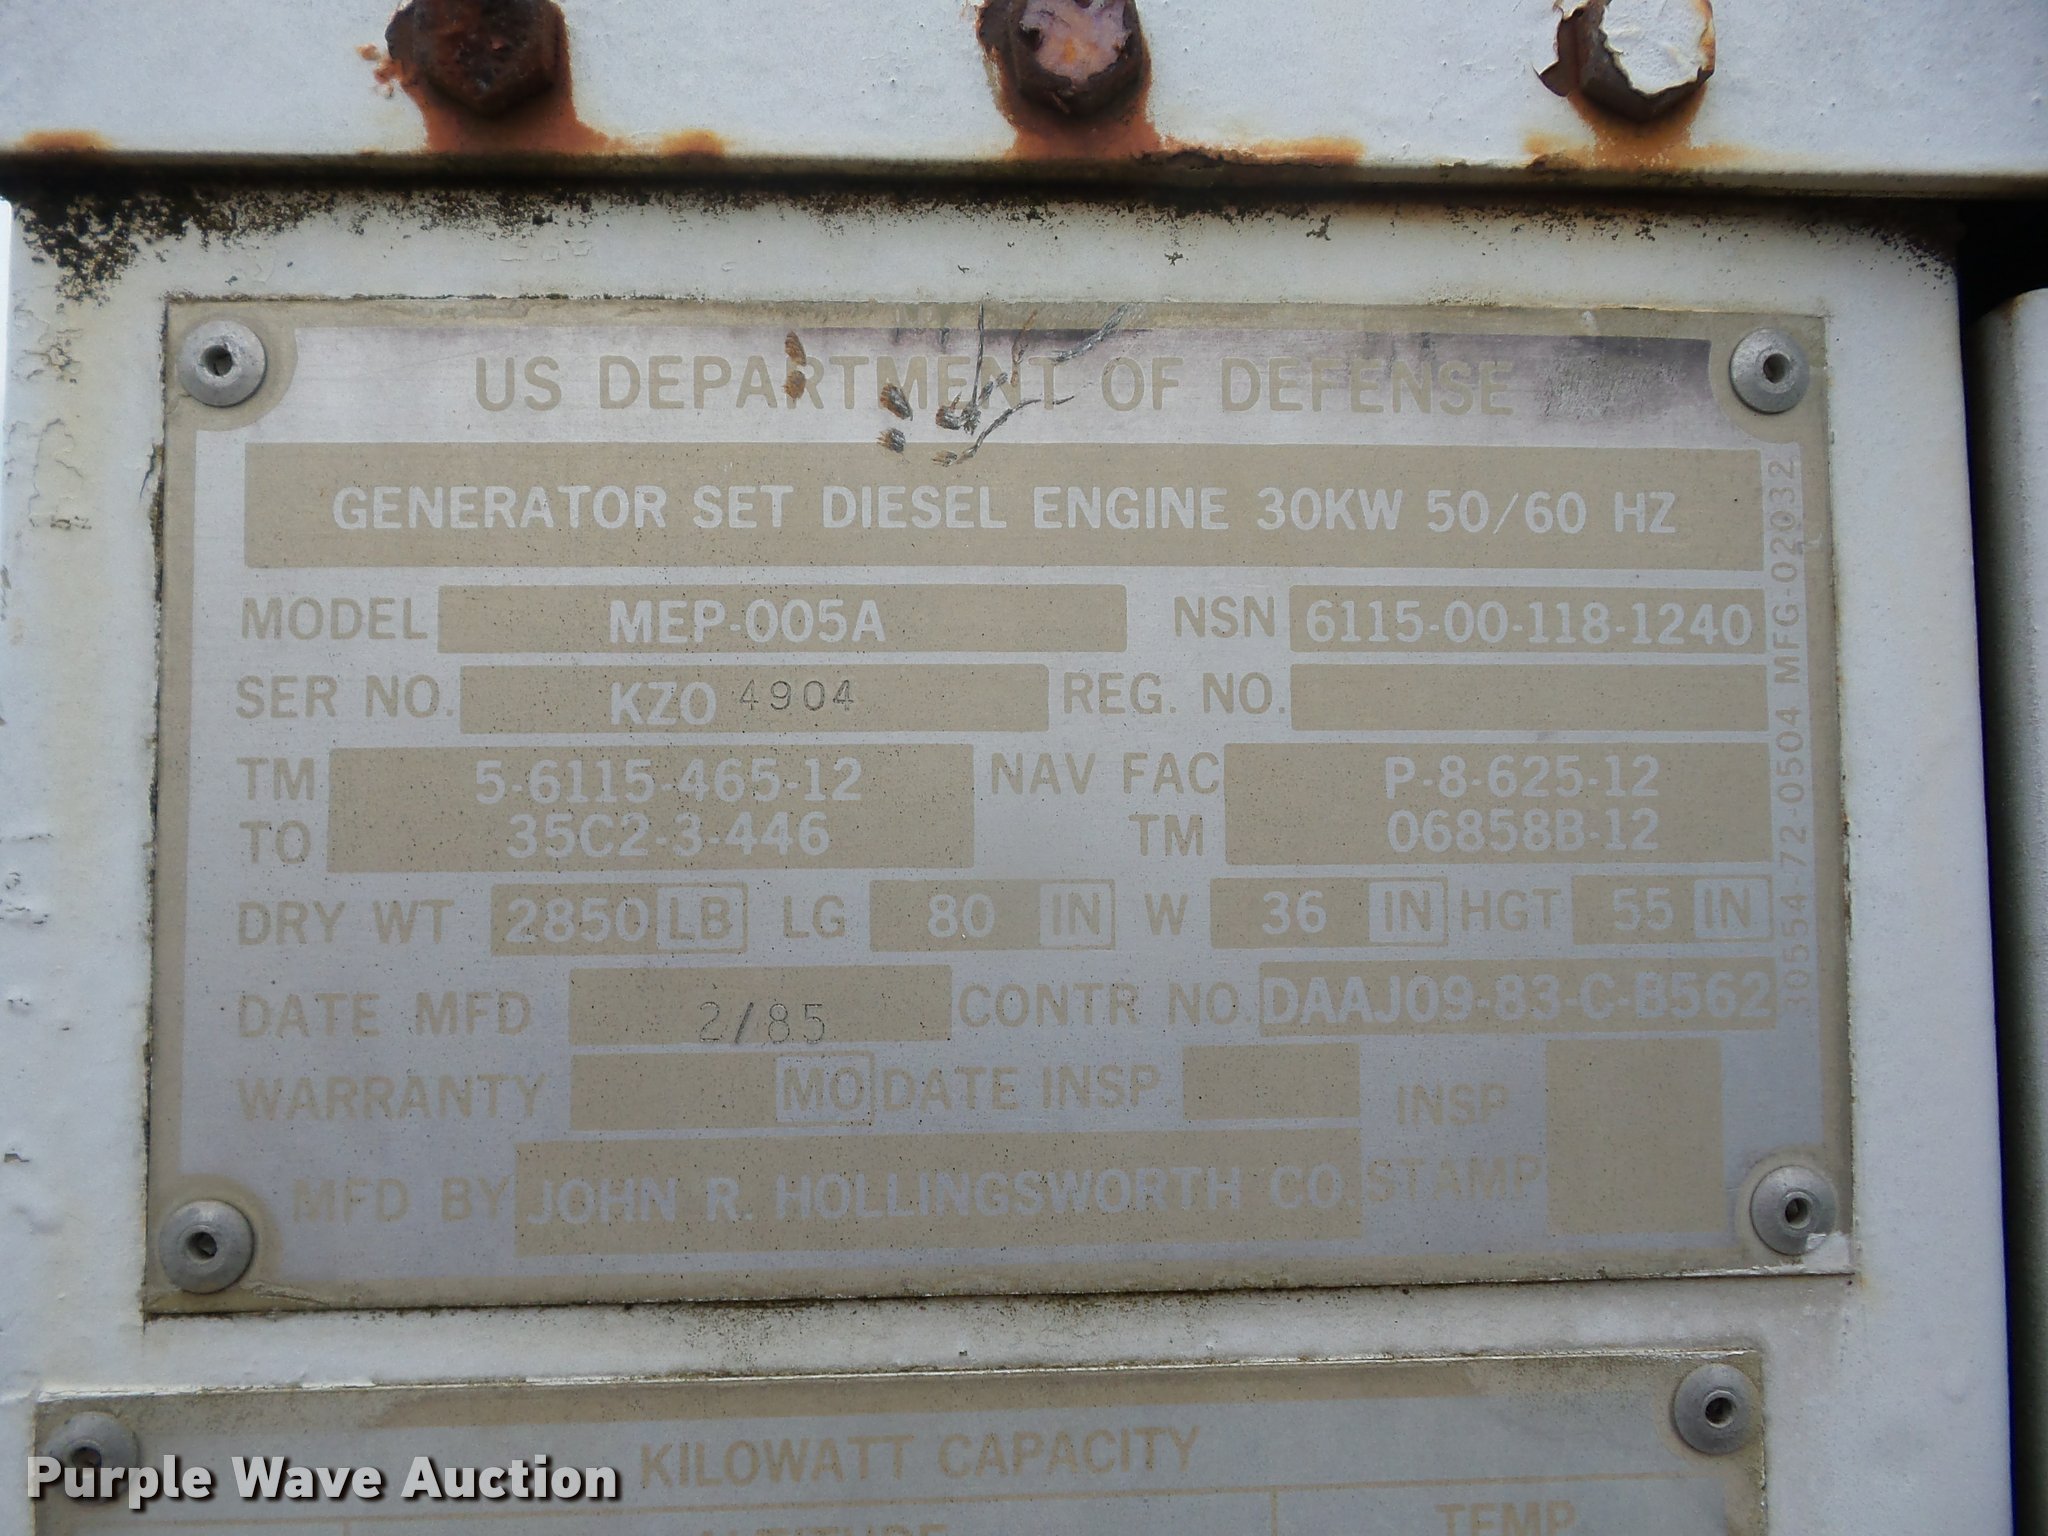 US DEPARTMENT OF DEFENSE
GENERATOR SET DIESEL ENGINE 30KW 50/60 HZ
MODEL MEP-005A NSN 6115-00-118-1240
SER NO. KZO 4904 REG. NO.
TM 5-6115-465-12 NAV FAC P-8-625-12
TO 35C2-3-446 TM 06858B-12
DRY WT 2850 LB LG 80 IN W 36 IN HGT 55 IN
DATE MFD 2/85 CONTR NO. DAAJ09-83-C-B562
WARRANTY MO DATE INSP. INSP
MFD BY JOHN R. HOLLINGSWORTH CO. STAMP
30554-72-0504 MFG-020032
KILOWATT CAPACITY
ALTITUDE TEMP.
Purple Wave Auction